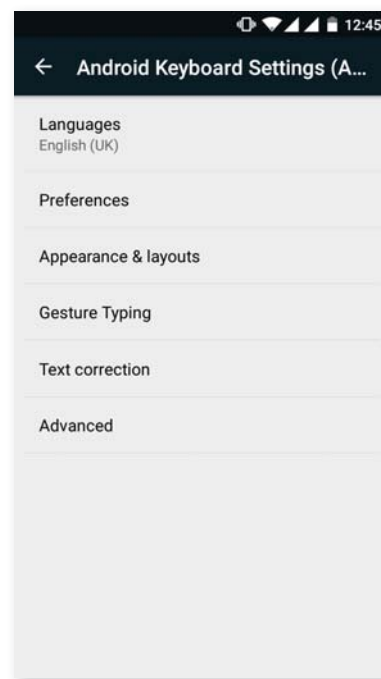 12:45
Android Keyboard Settings (A...
Languages
English (UK)
Preferences
Appearance & layouts
Gesture Typing
Text correction
Advanced